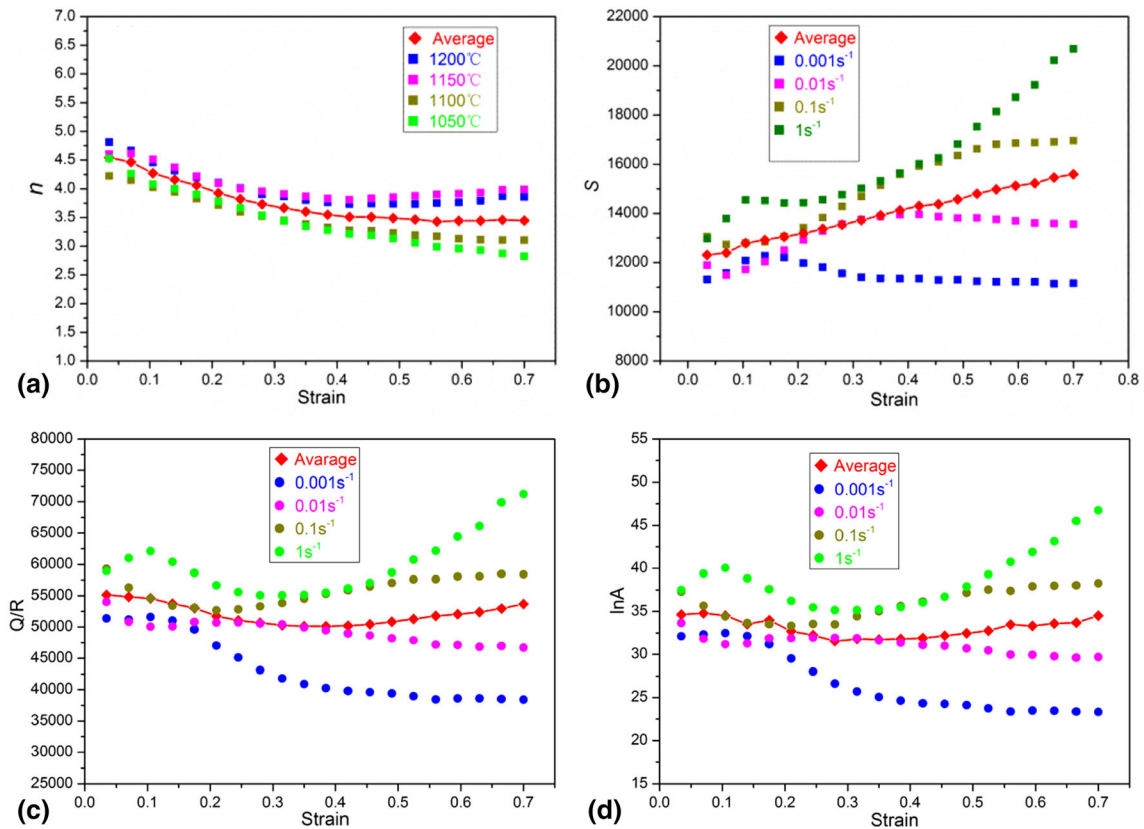 7.0
6.5
6.0
5.5
5.0
4.5
4.0
3.5
3.0
2.5
2.0
1.5
1.0
n
Average
1200℃
1150℃
1100℃
1050℃
0.0 0.1 0.2 0.3 0.4 0.5 0.6 0.7
Strain
(a)
22000
20000
18000
16000
14000
12000
10000
8000
S
Average
0.001s⁻¹
0.01s⁻¹
0.1s⁻¹
1s⁻¹
0.0 0.1 0.2 0.3 0.4 0.5 0.6 0.7 0.8
Strain
(b)
80000
75000
70000
65000
60000
55000
50000
45000
40000
35000
30000
25000
Q/R
Avarage
0.001s⁻¹
0.01s⁻¹
0.1s⁻¹
1s⁻¹
0.0 0.1 0.2 0.3 0.4 0.5 0.6 0.7
Strain
(c)
55
50
45
40
35
30
25
20
15
lnA
Average
0.001s⁻¹
0.01s⁻¹
0.1s⁻¹
1s⁻¹
0.0 0.1 0.2 0.3 0.4 0.5 0.6 0.7
Strain
(d)